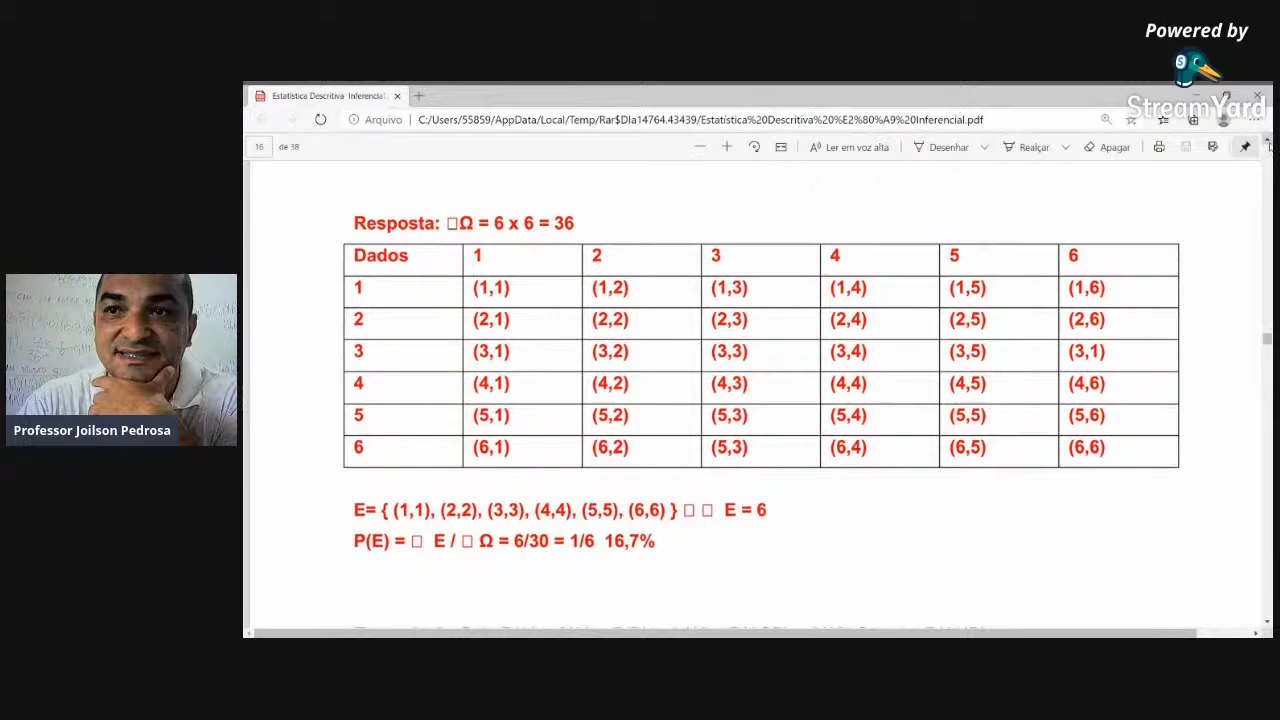 Powered by
StreamYard
Estatística Descritiva Inferencial
Arquivo C:/Users/55859/AppData/Local/Temp/Rar$DIa14764.43439/Estatística%20Descritiva%20%E2%80%A9%20Inferencial.pdf
16 de 38 Ler em voz alta Desenhar Realçar Apagar
Resposta: □Ω = 6 x 6 = 36
Dados 1 2 3 4 5 6
1 (1,1) (1,2) (1,3) (1,4) (1,5) (1,6)
2 (2,1) (2,2) (2,3) (2,4) (2,5) (2,6)
3 (3,1) (3,2) (3,3) (3,4) (3,5) (3,1)
4 (4,1) (4,2) (4,3) (4,4) (4,5) (4,6)
5 (5,1) (5,2) (5,3) (5,4) (5,5) (5,6)
6 (6,1) (6,2) (5,3) (6,4) (6,5) (6,6)
E= { (1,1), (2,2), (3,3), (4,4), (5,5), (6,6) } □ □ E = 6
P(E) = □ E / □ Ω = 6/30 = 1/6 16,7%
Professor Joilson Pedrosa